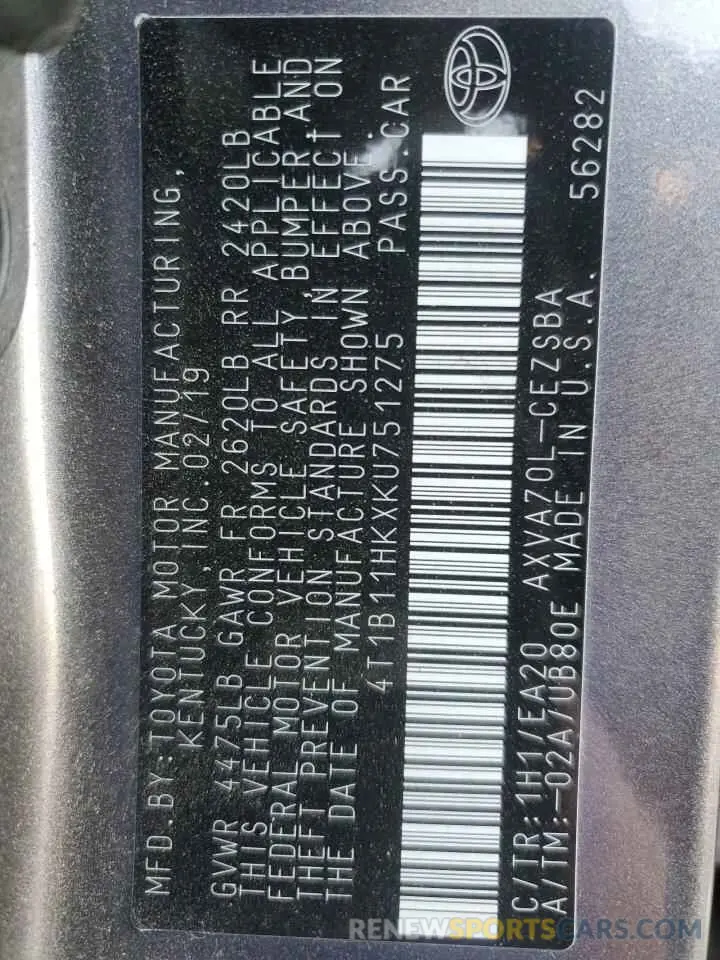 MFD.BY:TOYOTA MOTOR MANUFACTURING,
KENTUCKY,INC.02/19
GVWR 4475LB GAWR FR 2620LB RR 2420LB
THIS VEHICLE CONFORMS TO ALL APPLICABLE
FEDERAL MOTOR VEHICLE SAFETY,BUMPER,AND
THEFT PREVENTION STANDARDS IN EFFECT ON
THE DATE OF MANUFACTURE SHOWN ABOVE.
4T1B11HKXKU751275 PASS.CAR
C/TR:1H1/EA20 AXVA70L-CEZSBA 56282
A/TM:-02A/UB80E MADE IN U.S.A.
RENEWSPORTSCARS.COM